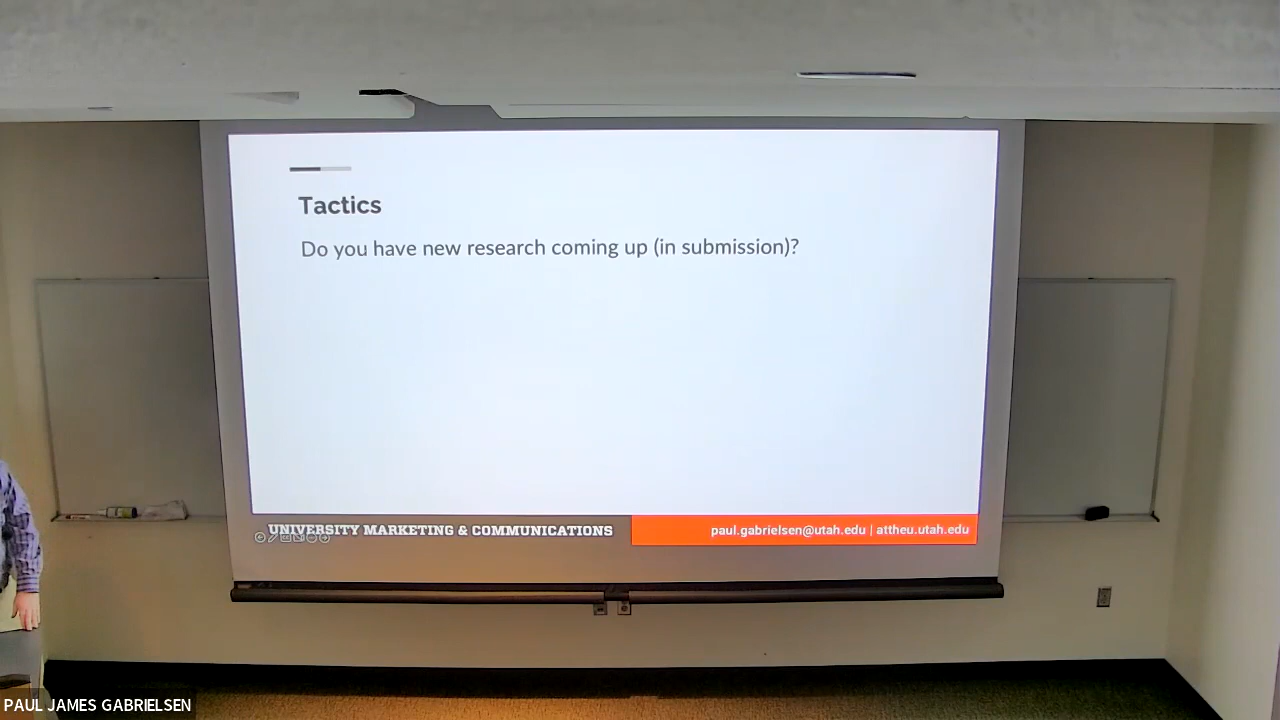 Tactics
Do you have new research coming up (in submission)?
UNIVERSITY MARKETING & COMMUNICATIONS
paul.gabrielsen@utah.edu | attheu.utah.edu
PAUL JAMES GABRIELSEN